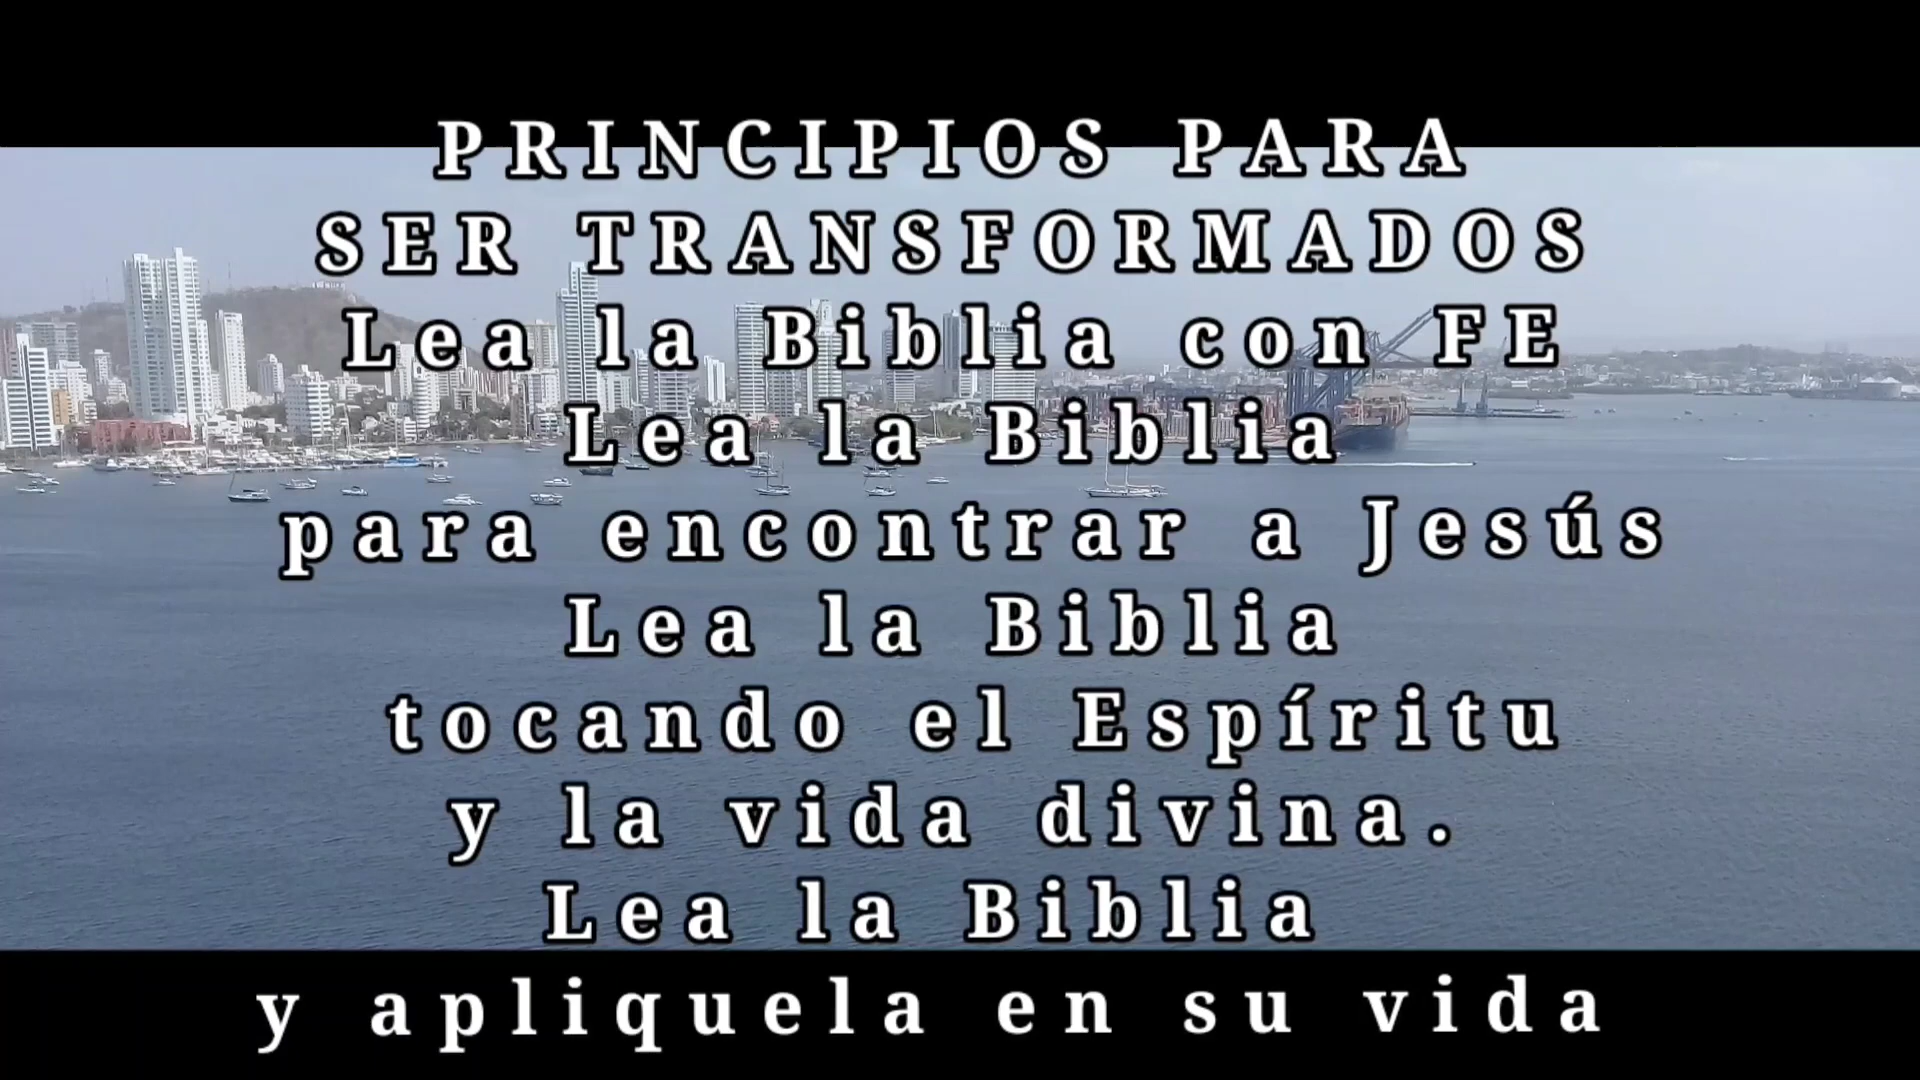 PRINCIPIOS PARA
SER TRANSFORMADOS
Lea la Biblia con FE
Lea la Biblia
para encontrar a Jesús
Lea la Biblia
tocando el Espíritu
y la vida divina.
Lea la Biblia
y apliquela en su vida